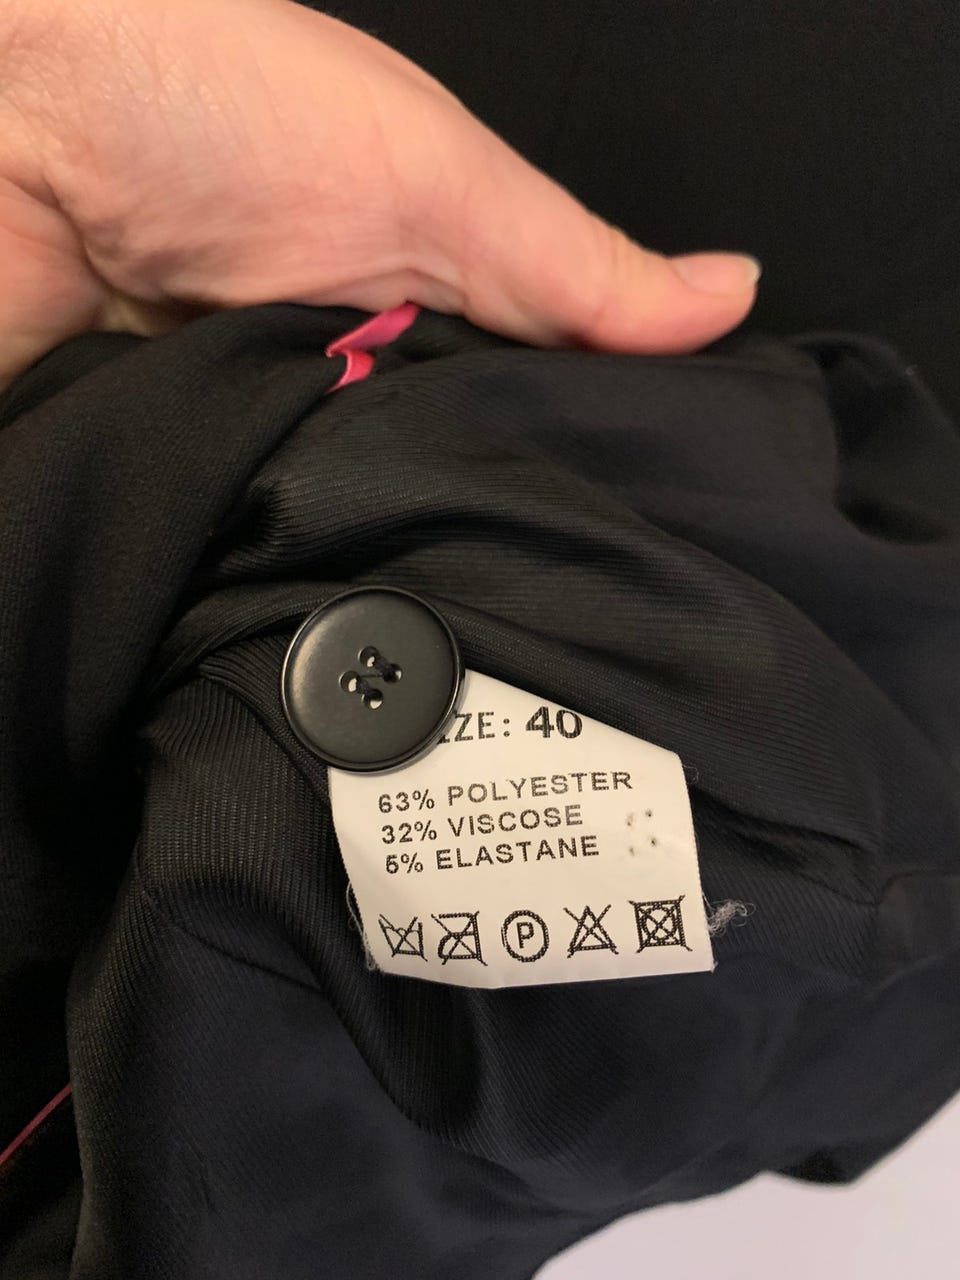 IZE: 40
63% POLYESTER
32% VISCOSE
5% ELASTANE
P